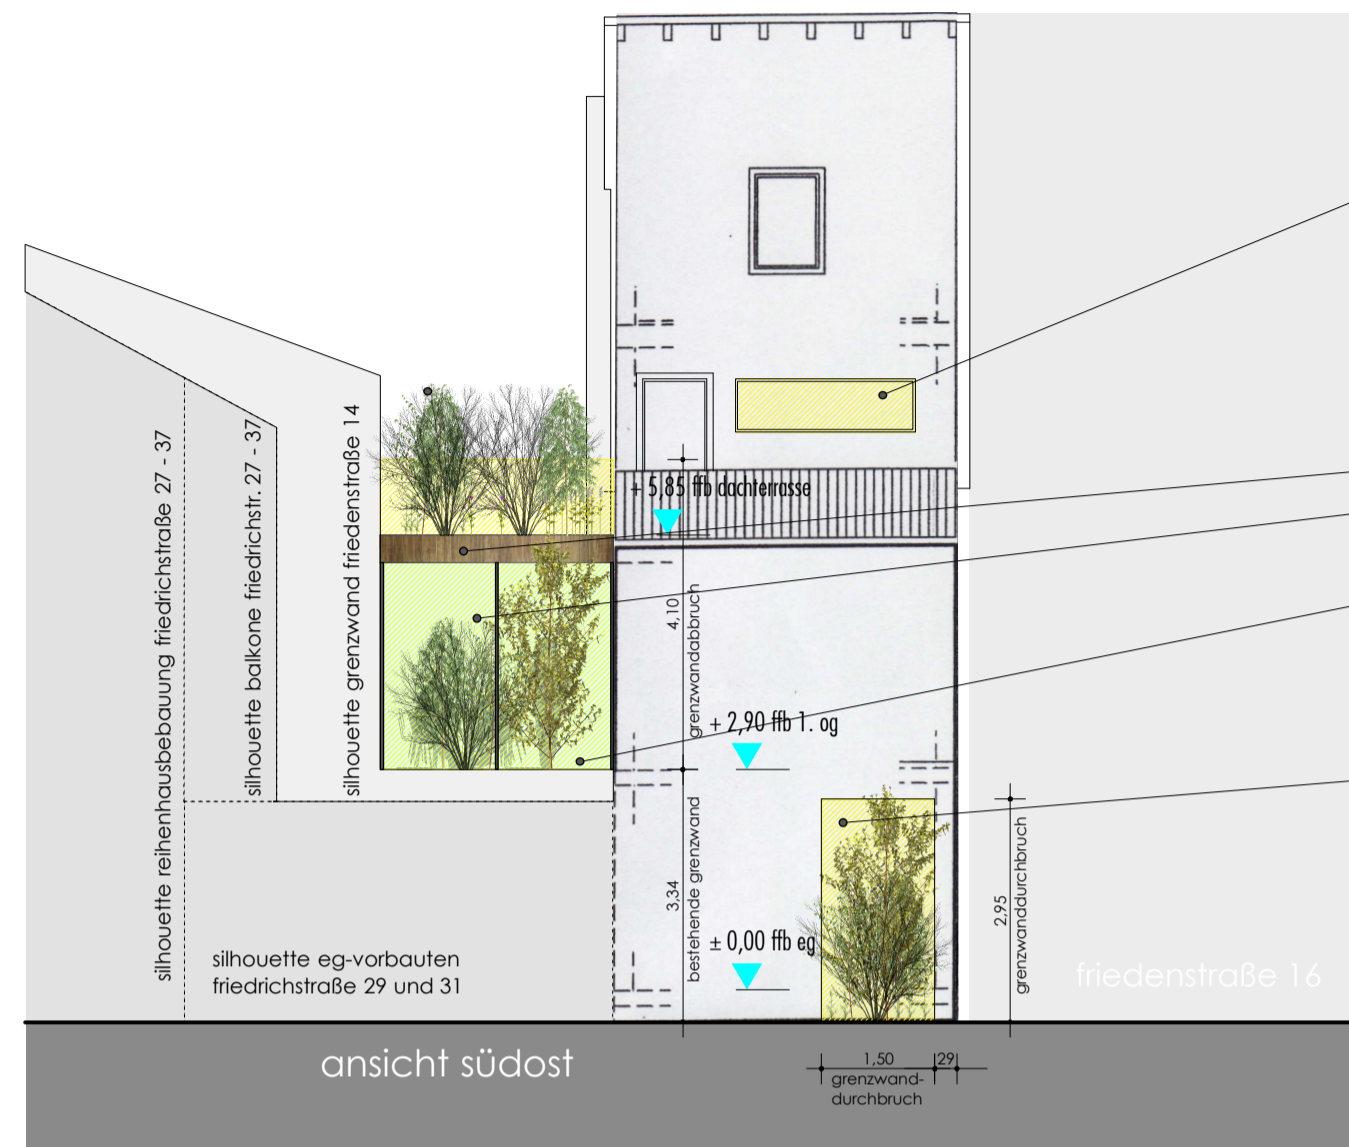 silhouette reihenhausbebauung friedrichstraße 27 - 37
silhouette balkone friedrichstr. 27 - 37
silhouette grenzwand friedenstraße 14
+ 5,85 ffb dachterrasse
4,10
grenzwandabbruch
+ 2,90 ffb 1. og
3,34
bestehende grenzwand
± 0,00 ffb eg
2,95
grenzwanddurchbruch
silhouette eg-vorbauten
friedrichstraße 29 und 31
friedenstraße 16
ansicht südost
1,50
29
grenzwand-
durchbruch